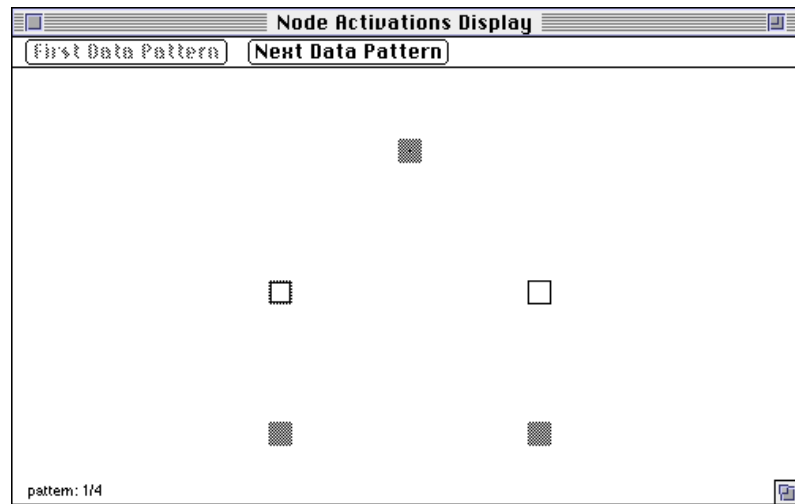 Node Activations Display
First Data Pattern Next Data Pattern
pattern: 1/4